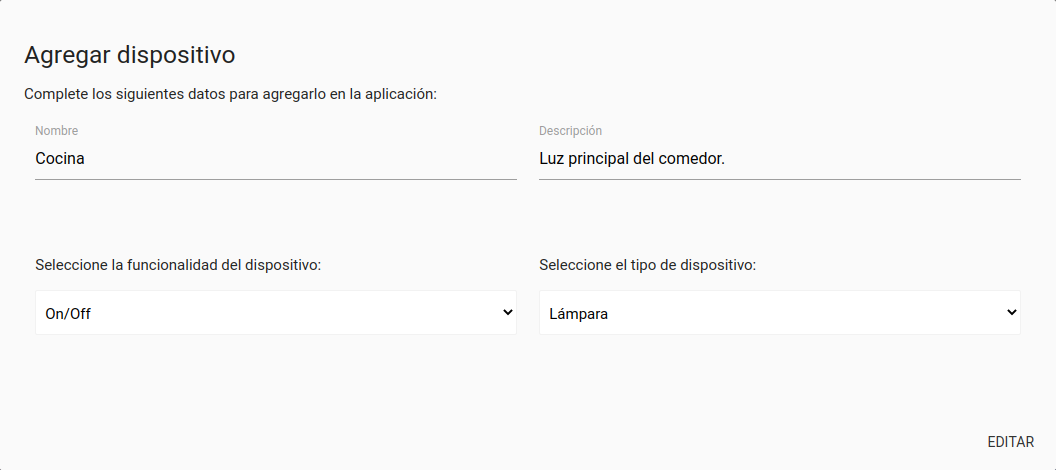 Agregar dispositivo
Complete los siguientes datos para agregarlo en la aplicación:
Nombre
Descripción
Cocina
Luz principal del comedor.
Seleccione la funcionalidad del dispositivo:
Seleccione el tipo de dispositivo:
On/Off
Lámpara
EDITAR